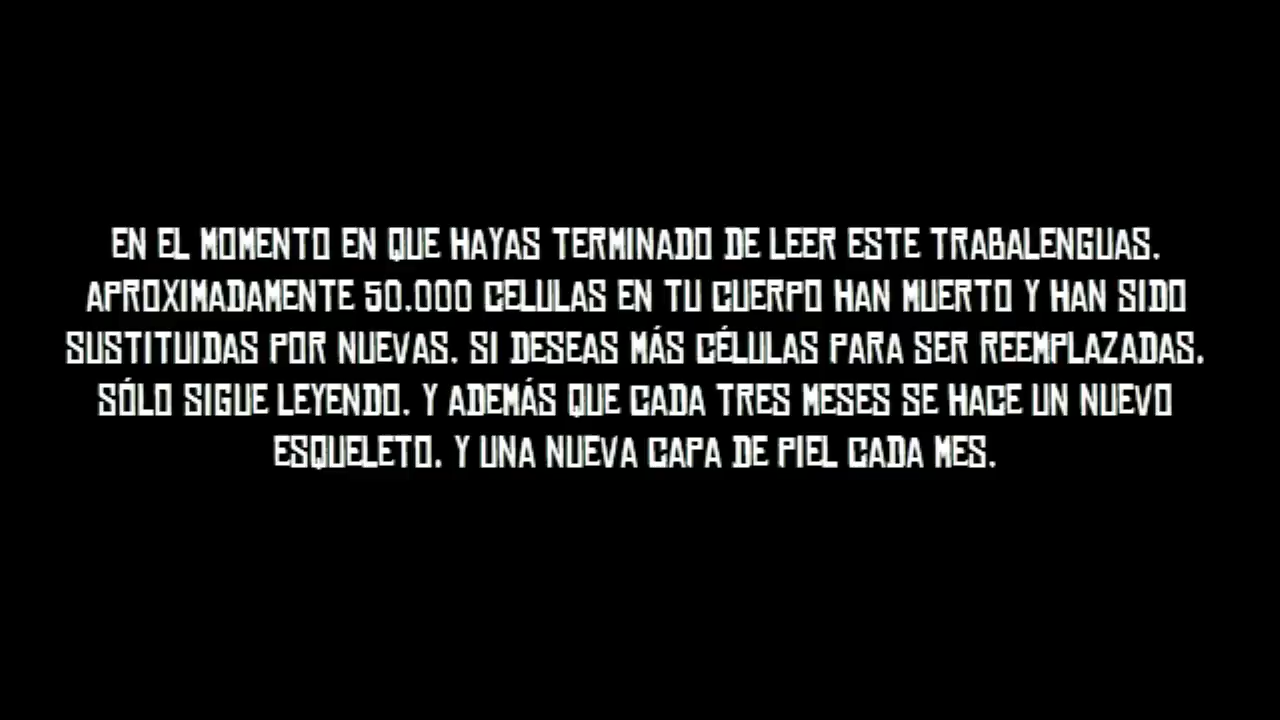 EN EL MOMENTO EN QUE HAYAS TERMINADO DE LEER ESTE TRABALENGUAS.
APROXIMADAMENTE 50.000 CELULAS EN TU CUERPO HAN MUERTO Y HAN SIDO
SUSTITUIDAS POR NUEVAS. SI DESEAS MÁS CÉLULAS PARA SER REEMPLAZADAS.
SÓLO SIGUE LEYENDO. Y ADEMÁS QUE CADA TRES MESES SE HACE UN NUEVO
ESQUELETO. Y UNA NUEVA CAPA DE PIEL CADA MES.